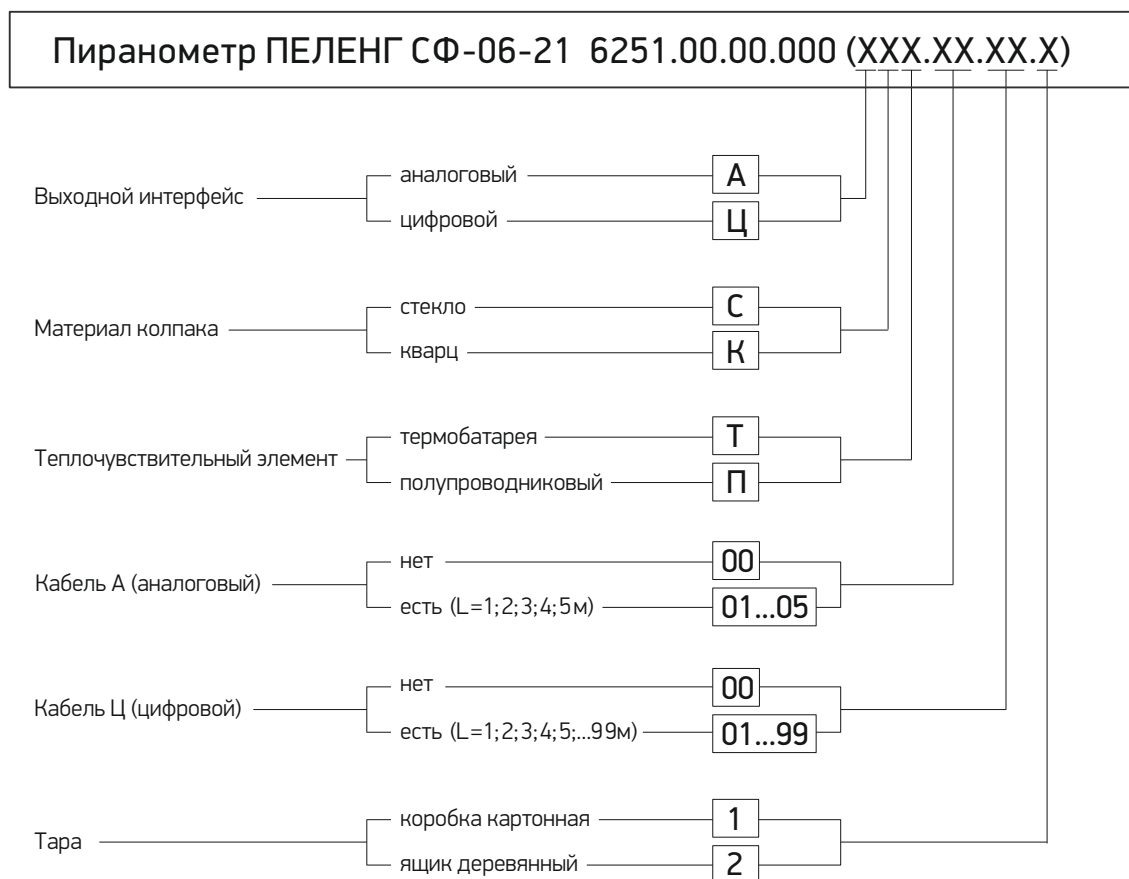 Пиранометр ПЕЛЕНГ СФ-06-21 6251.00.00.000 (XXX.XX.XX.X)
Выходной интерфейс
аналоговый
А
цифровой
Ц
Материал колпака
стекло
С
кварц
К
Теплочувствительный элемент
термобатарея
Т
полупроводниковый
П
Кабель А (аналоговый)
нет
00
есть (L=1;2;3;4;5м)
01...05
Кабель Ц (цифровой)
нет
00
есть (L=1;2;3;4;5;...99м)
01...99
Тара
коробка картонная
1
ящик деревянный
2